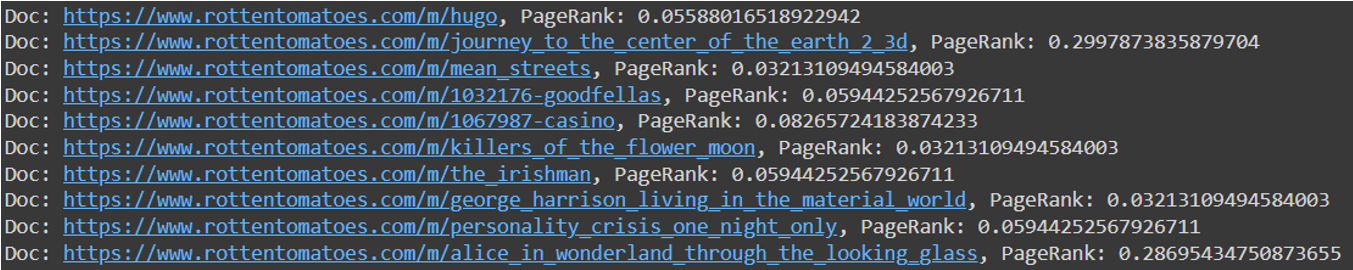 Doc: https://www.rottentomatoes.com/m/hugo, PageRank: 0.05588016518922942
Doc: https://www.rottentomatoes.com/m/journey_to_the_center_of_the_earth_2_3d, PageRank: 0.2997873835879704
Doc: https://www.rottentomatoes.com/m/mean_streets, PageRank: 0.03213109494584003
Doc: https://www.rottentomatoes.com/m/1032176-goodfellas, PageRank: 0.05944252567926711
Doc: https://www.rottentomatoes.com/m/1067987-casino, PageRank: 0.08265724183874233
Doc: https://www.rottentomatoes.com/m/killers_of_the_flower_moon, PageRank: 0.03213109494584003
Doc: https://www.rottentomatoes.com/m/the_irishman, PageRank: 0.05944252567926711
Doc: https://www.rottentomatoes.com/m/george_harrison_living_in_the_material_world, PageRank: 0.03213109494584003
Doc: https://www.rottentomatoes.com/m/personality_crisis_one_night_only, PageRank: 0.05944252567926711
Doc: https://www.rottentomatoes.com/m/alice_in_wonderland_through_the_looking_glass, PageRank: 0.28695434750873655